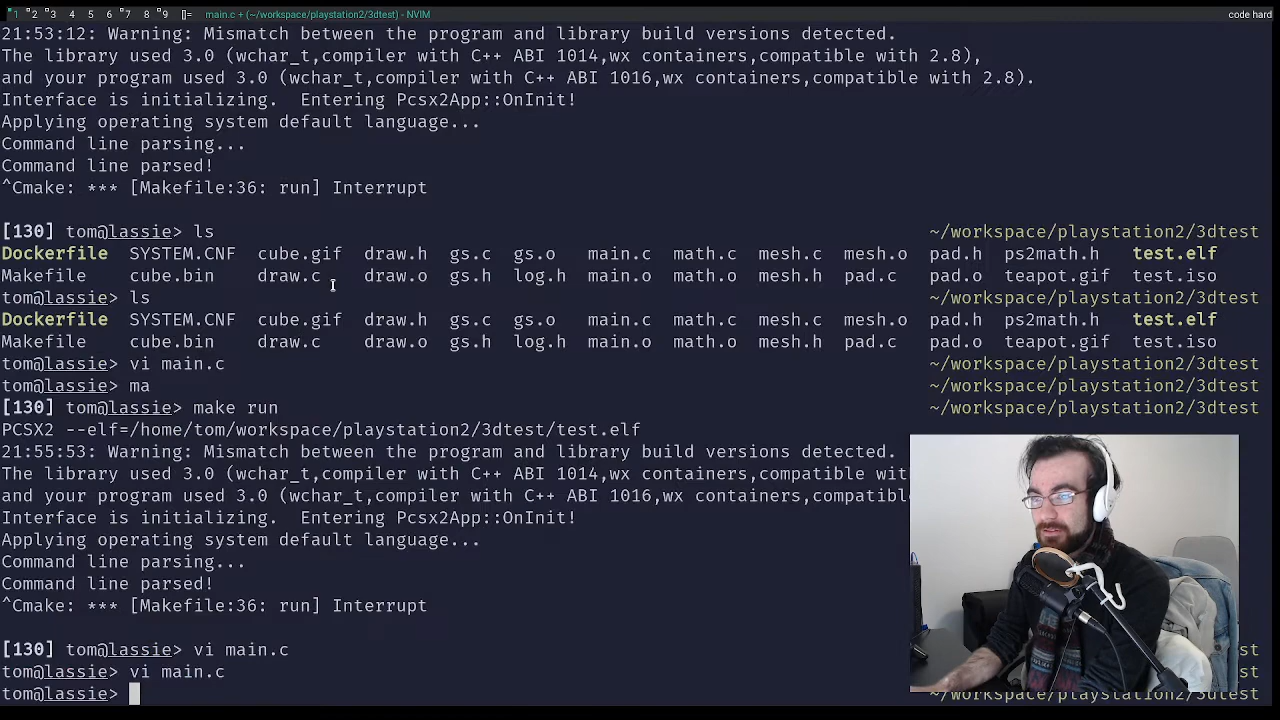 1 2 3 4 5 6 7 8 9 []= main.c + (~/workspace/playstation2/3dtest) - NVIM code hard
21:53:12: Warning: Mismatch between the program and library build versions detected.
The library used 3.0 (wchar_t,compiler with C++ ABI 1014,wx containers,compatible with 2.8),
and your program used 3.0 (wchar_t,compiler with C++ ABI 1016,wx containers,compatible with 2.8).
Interface is initializing.  Entering Pcsx2App::OnInit!
Applying operating system default language...
Command line parsing...
Command line parsed!
^Cmake: *** [Makefile:36: run] Interrupt
[130] tom@lassie> ls ~/workspace/playstation2/3dtest
Dockerfile SYSTEM.CNF cube.gif draw.h gs.c gs.o main.c math.c mesh.c mesh.o pad.h ps2math.h test.elf
Makefile cube.bin draw.c draw.o gs.h log.h main.o math.o mesh.h pad.c pad.o teapot.gif test.iso
tom@lassie> ls ~/workspace/playstation2/3dtest
Dockerfile SYSTEM.CNF cube.gif draw.h gs.c gs.o main.c math.c mesh.c mesh.o pad.h ps2math.h test.elf
Makefile cube.bin draw.c draw.o gs.h log.h main.o math.o mesh.h pad.c pad.o teapot.gif test.iso
tom@lassie> vi main.c ~/workspace/playstation2/3dtest
tom@lassie> ma ~/workspace/playstation2/3dtest
[130] tom@lassie> make run ~/workspace/playstation2/3dtest
PCSX2 --elf=/home/tom/workspace/playstation2/3dtest/test.elf
21:55:53: Warning: Mismatch between the program and library build versions detected.
The library used 3.0 (wchar_t,compiler with C++ ABI 1014,wx containers,compatible wit
and your program used 3.0 (wchar_t,compiler with C++ ABI 1016,wx containers,compatible
Interface is initializing.  Entering Pcsx2App::OnInit!
Applying operating system default language...
Command line parsing...
Command line parsed!
^Cmake: *** [Makefile:36: run] Interrupt
[130] tom@lassie> vi main.c st
tom@lassie> vi main.c st
tom@lassie> ~/workspace/playstation2/3dtest